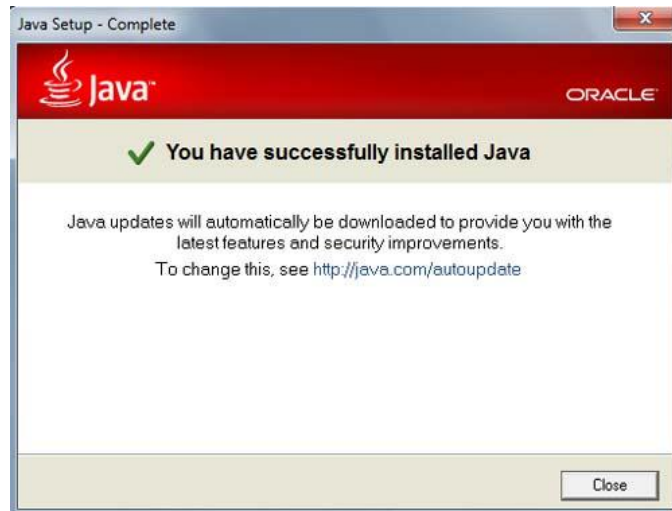 Java Setup - Complete
Java™
ORACLE
You have successfully installed Java
Java updates will automatically be downloaded to provide you with the
latest features and security improvements.
To change this, see http://java.com/autoupdate
Close